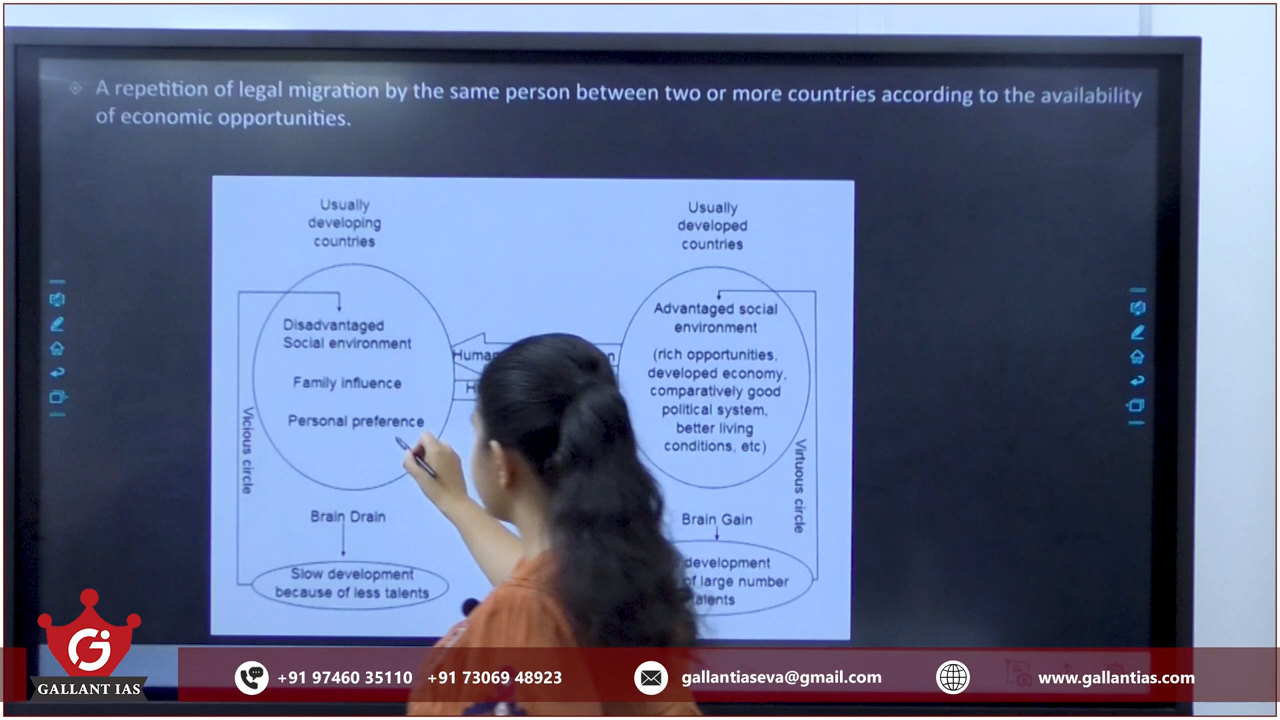 A repetition of legal migration by the same person between two or more countries according to the availability
of economic opportunities.
Usually
developing
countries
Usually
developed
countries
Disadvantaged
Social environment
Family influence
Personal preference
Vicious circle
Brain Drain
Slow development
because of less talents
Advantaged social
environment
(rich opportunities,
developed economy,
comparatively good
political system,
better living
conditions, etc)
Virtuous circle
Brain Gain
development
large number
GALLANT IAS
+91 97460 35110 +91 73069 48923
gallantiaseva@gmail.com
www.gallantias.com